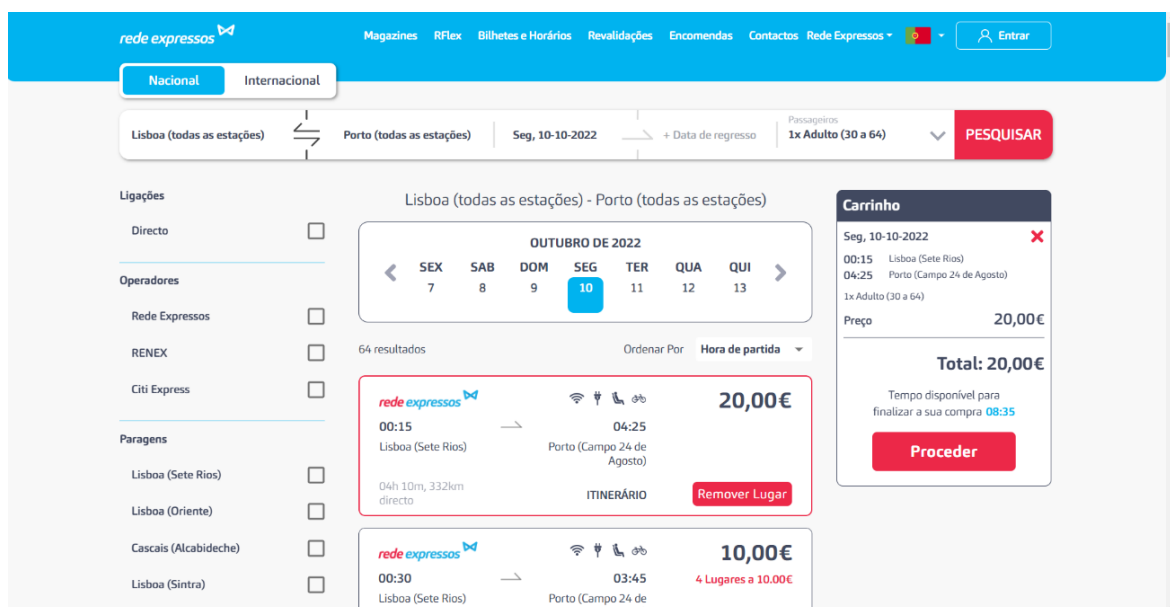 rede expressos
Magazines RFlex Bilhetes e Horários Revalidações Encomendas Contactos Rede Expressos Entrar
Nacional Internacional
Passageiros
Lisboa (todas as estações) Porto (todas as estações) Seg, 10-10-2022 + Data de regresso 1x Adulto (30 a 64) PESQUISAR
Ligações
Directo
Operadores
Rede Expressos
RENEX
Citi Express
Paragens
Lisboa (Sete Rios)
Lisboa (Oriente)
Cascais (Alcabideche)
Lisboa (Sintra)
Lisboa (todas as estações) - Porto (todas as estações)
OUTUBRO DE 2022
SEX SAB DOM SEG TER QUA QUI
7 8 9 10 11 12 13
64 resultados Ordenar Por Hora de partida
rede expressos 20,00€
00:15 04:25
Lisboa (Sete Rios) Porto (Campo 24 de
Agosto)
04h 10m, 332km
directo ITINERÁRIO Remover Lugar
rede expressos 10,00€
00:30 03:45 4 Lugares a 10.00€
Lisboa (Sete Rios) Porto (Campo 24 de
Carrinho
Seg, 10-10-2022
00:15 Lisboa (Sete Rios)
04:25 Porto (Campo 24 de Agosto)
1x Adulto (30 a 64)
Preço 20,00€
Total: 20,00€
Tempo disponível para
finalizar a sua compra 08:35
Proceder